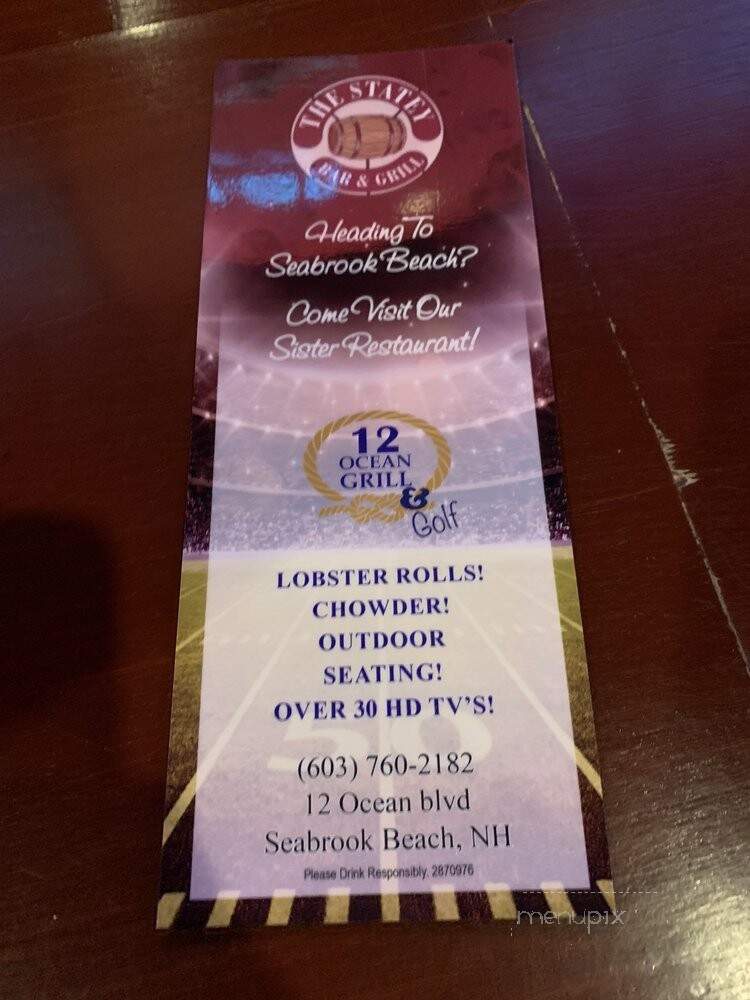 THE STATEY
BAR & GRILL
Heading To
Seabrook Beach?
Come Visit Our
Sister Restaurant!
12
OCEAN
GRILL
&
Golf
LOBSTER ROLLS!
CHOWDER!
OUTDOOR
SEATING!
OVER 30 HD TV'S!
50
(603) 760-2182
12 Ocean blvd
Seabrook Beach, NH
Please Drink Responsibly. 2870976
menupix